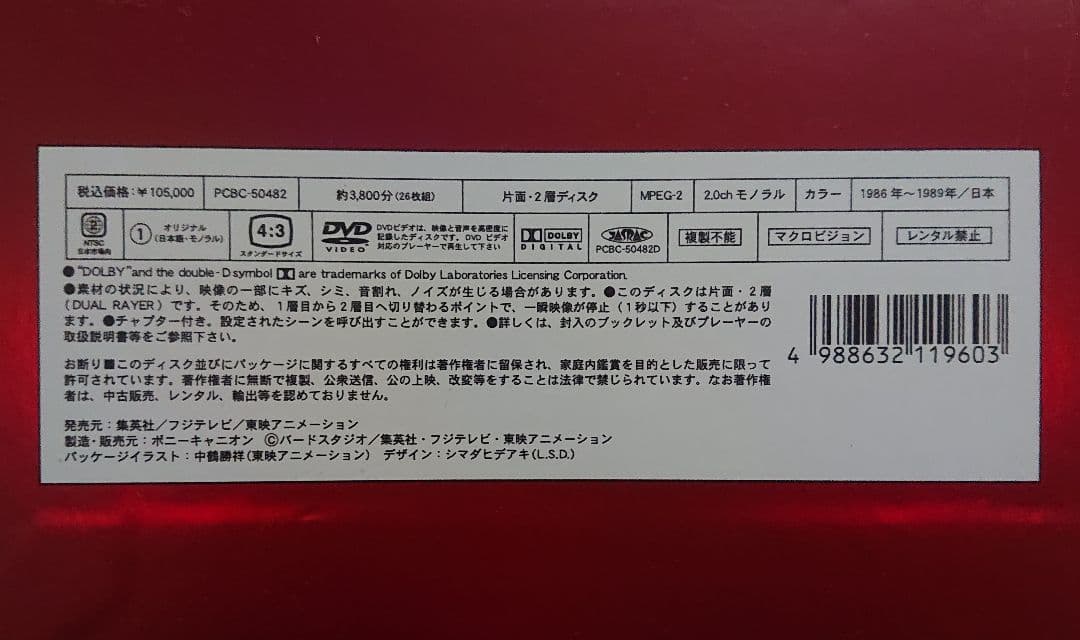 税込価格:¥105,000 PCBC-50482 約3,800分(26枚組) 片面・2層ディスク MPEG-2 2.0chモノラル カラー 1986年～1989年／日本
2 NTSC 日本市場向 ① オリジナル(日本語・モノラル) 4:3 スタンダードサイズ DVD VIDEO DVDビデオは、映像と音声を高密度に記録したディスクです。DVDビデオ対応のプレーヤーで再生して下さい DOLBY DIGITAL JASRAC PCBC-50482D 複製不能 マクロビジョン レンタル禁止
●"DOLBY"and the double-D symbol are trademarks of Dolby Laboratories Licensing Corporation.
●素材の状況により、映像の一部にキズ、シミ、音割れ、ノイズが生じる場合があります。●このディスクは片面・2層
(DUAL RAYER)です。そのため、1層目から2層目へ切り替わるポイントで、一瞬映像が停止(1秒以下)することがあり
ます。●チャプター付き。設定されたシーンを呼び出すことができます。●詳しくは、封入のブックレット及びプレーヤーの
取扱説明書等をご参照下さい。
お断り■このディスク並びにパッケージに関するすべての権利は著作権者に留保され、家庭内鑑賞を目的とした販売に限って
許可されています。著作権者に無断で複製、公衆送信、公の上映、改変等をすることは法律で禁じられています。なお著作権
者は、中古販売、レンタル、輸出等を認めておりません。
発売元：集英社／フジテレビ／東映アニメーション
製造・販売元：ポニーキャニオン ©バードスタジオ／集英社・フジテレビ・東映アニメーション
パッケージイラスト：中鶴勝祥(東映アニメーション) デザイン：シマダヒデアキ(L.S.D.)
4 988632 119603